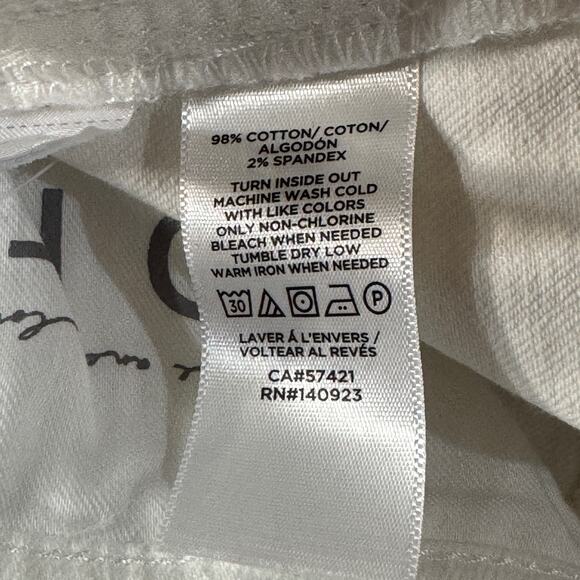 98% COTTON/ COTON/
ALGODÓN
2% SPANDEX
TURN INSIDE OUT
MACHINE WASH COLD
WITH LIKE COLORS
ONLY NON-CHLORINE
BLEACH WHEN NEEDED
TUMBLE DRY LOW
WARM IRON WHEN NEEDED
30 P
LAVER Á L'ENVERS /
VOLTEAR AL REVÉS
CA#57421
RN#140923